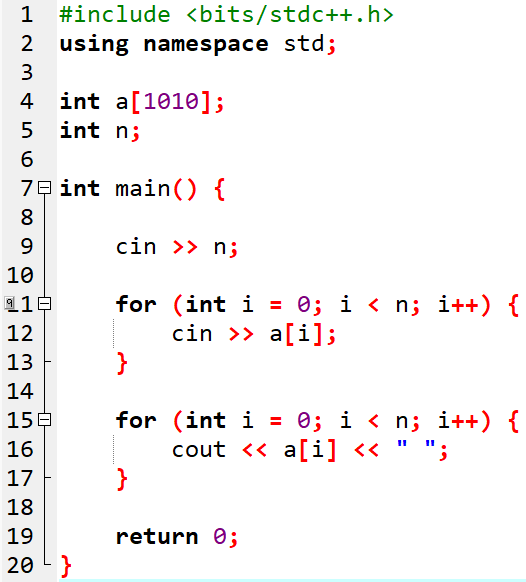 1 #include <bits/stdc++.h>
2 using namespace std;
3
4 int a[1010];
5 int n;
6
7 int main() {
8
9     cin >> n;
10
11     for (int i = 0; i < n; i++) {
12         cin >> a[i];
13     }
14
15     for (int i = 0; i < n; i++) {
16         cout << a[i] << " ";
17     }
18
19     return 0;
20 }